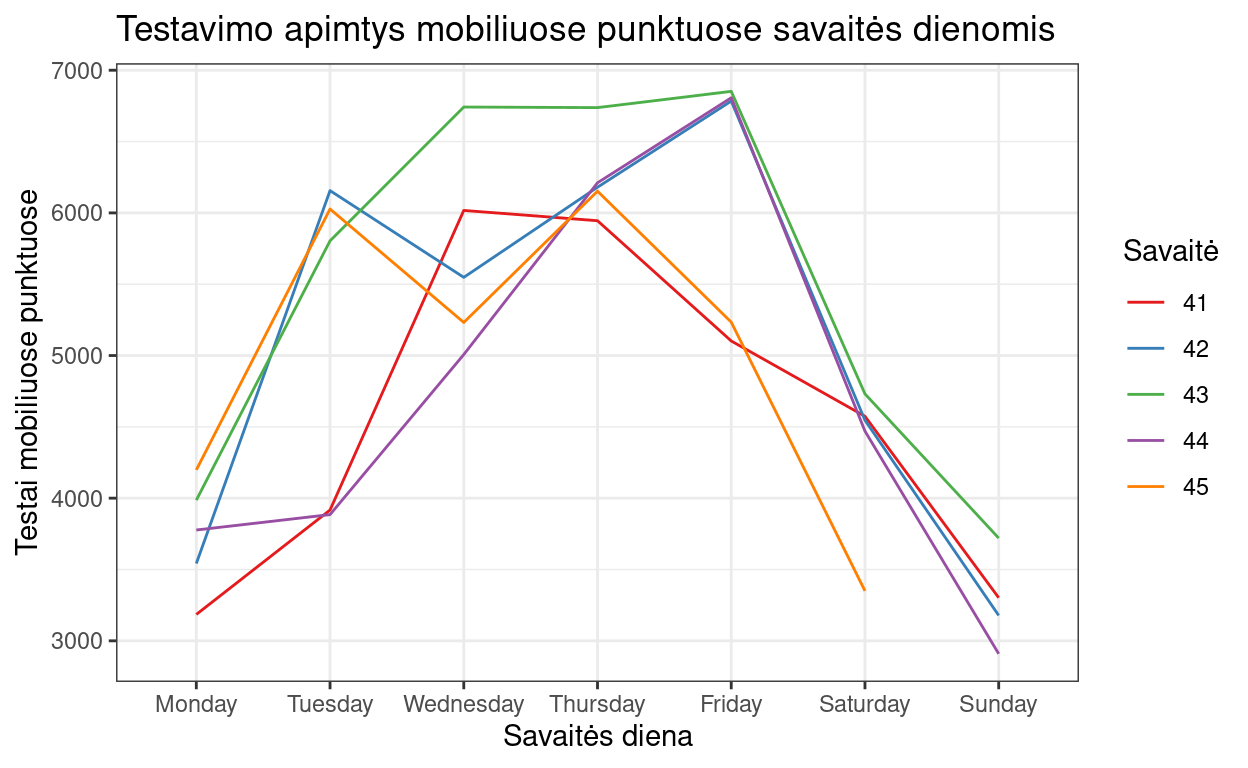 Testavimo apimtys mobiliuose punktuose savaitės dienomis
7000
6000
5000
4000
3000
Testai mobiliuose punktuose
Monday Tuesday Wednesday Thursday Friday Saturday Sunday
Savaitės diena
Savaitė
41
42
43
44
45